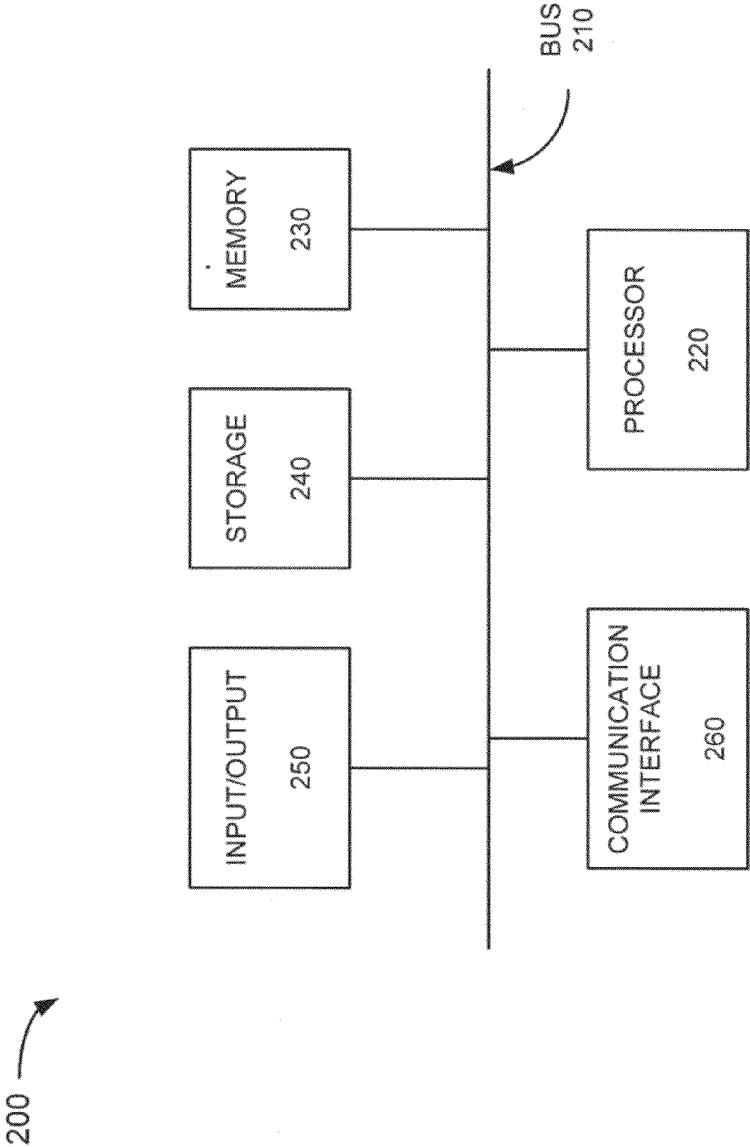 200
INPUT/OUTPUT
250
STORAGE
240
MEMORY
230
BUS
210
COMMUNICATION
INTERFACE
260
PROCESSOR
220